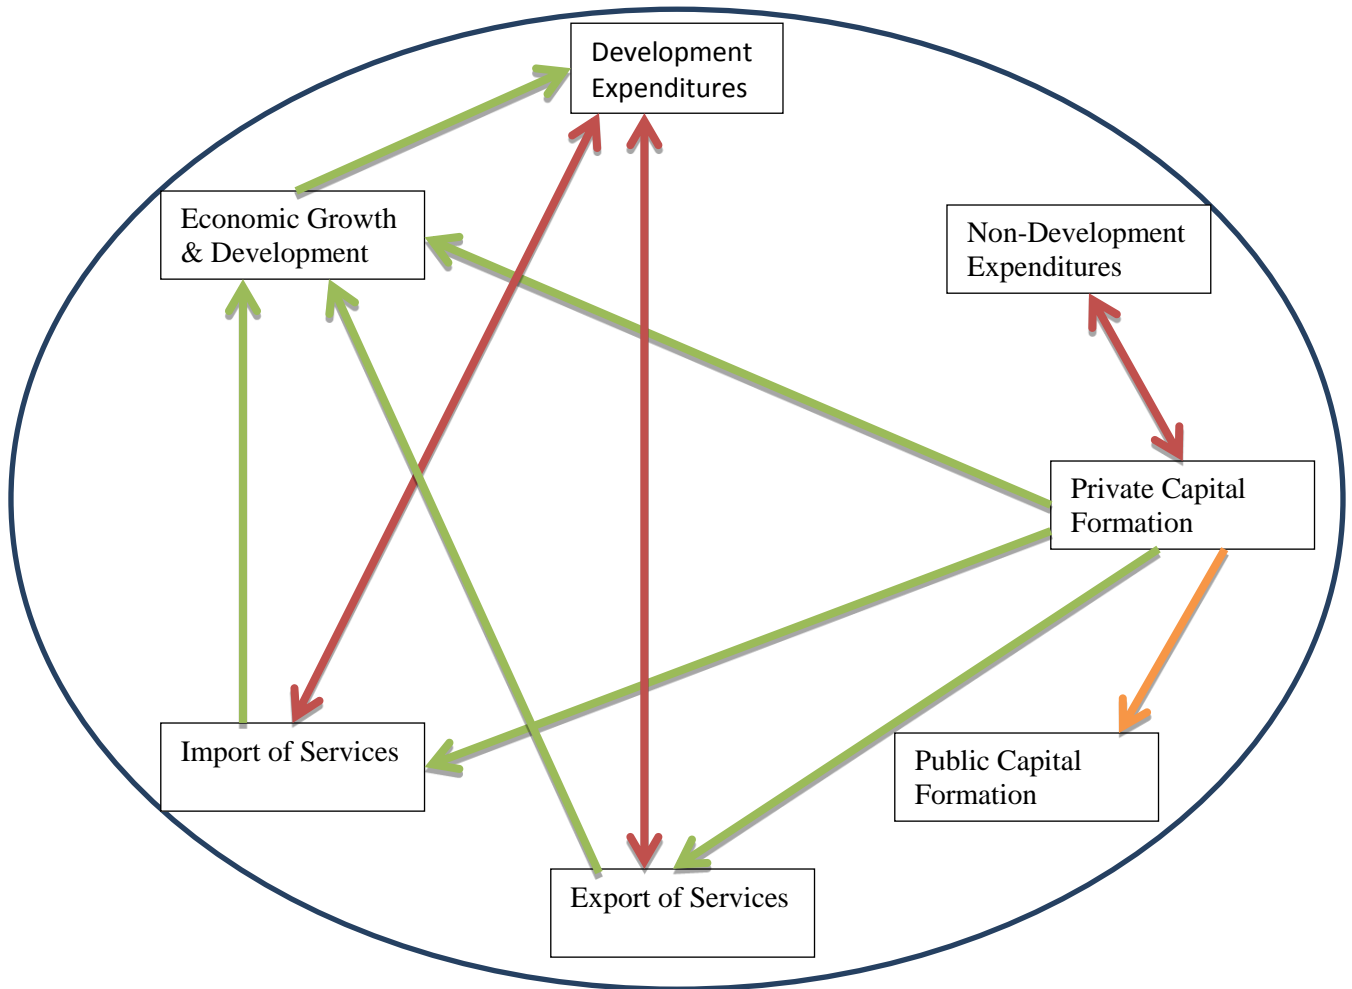 Development
Expenditures
Economic Growth
& Development
Non-Development
Expenditures
Private Capital
Formation
Import of Services
Public Capital
Formation
Export of Services